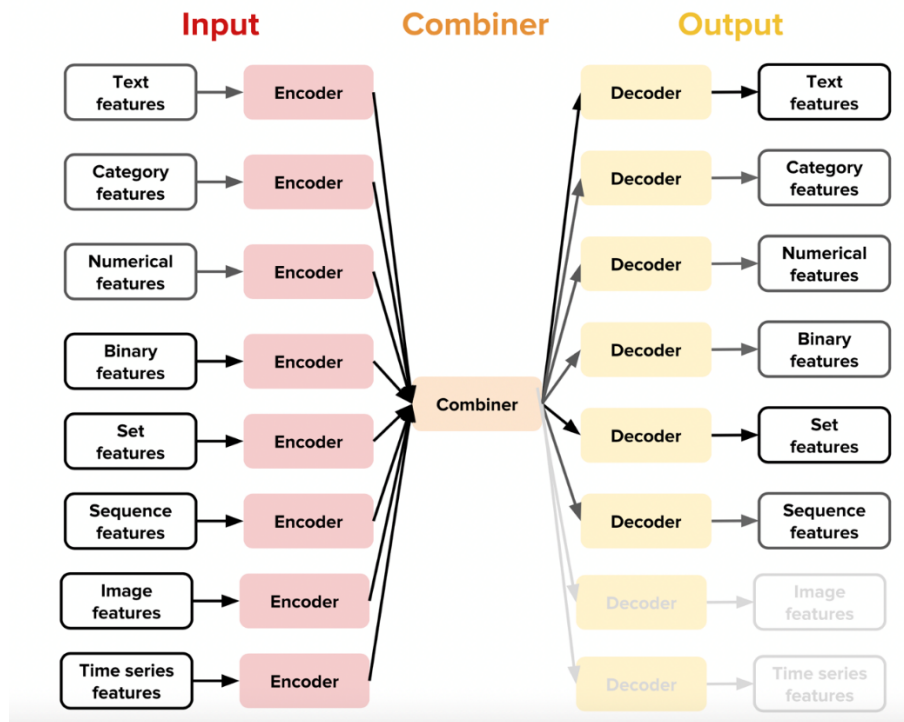 Input Combiner Output
Text
features
Encoder
Decoder
Text
features
Category
features
Encoder
Decoder
Category
features
Numerical
features
Encoder
Decoder
Numerical
features
Binary
features
Encoder
Decoder
Binary
features
Combiner
Set
features
Encoder
Decoder
Set
features
Sequence
features
Encoder
Decoder
Sequence
features
Image
features
Encoder
Decoder
Image
features
Time series
features
Encoder
Decoder
Time series
features